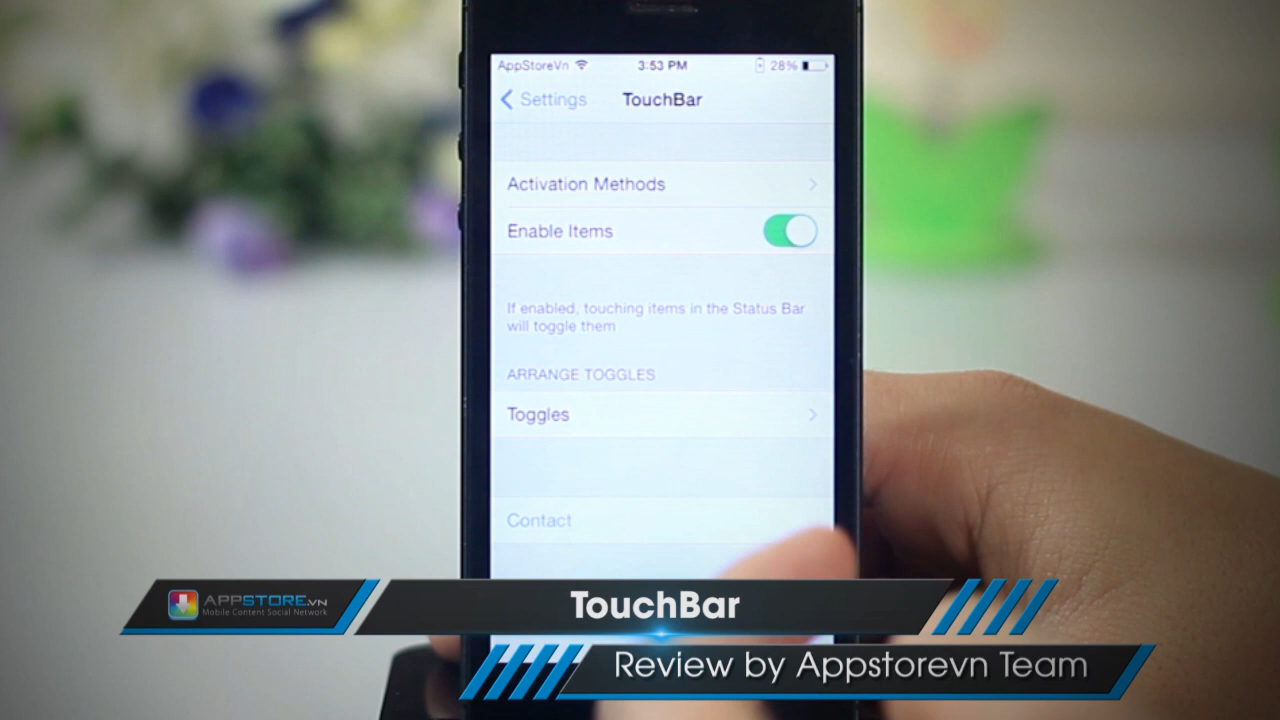 AppStoreVn 3:53 PM 28%
Settings TouchBar
Activation Methods
Enable Items
If enabled, touching items in the Status Bar
will toggle them
ARRANGE TOGGLES
Toggles
Contact
APPSTORE.VN
Mobile Content Social Network
TouchBar
Review by Appstorevn Team